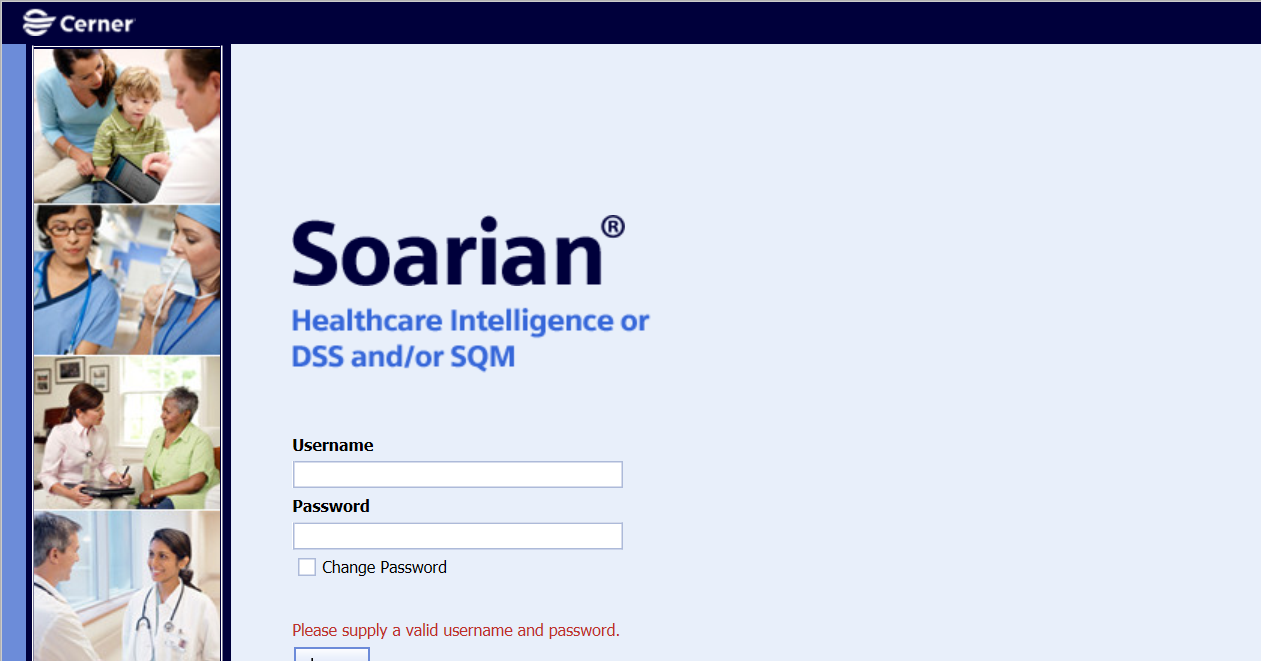 Cerner
Soarian®
Healthcare Intelligence or
DSS and/or SQM
Username
Password
Change Password
Please supply a valid username and password.